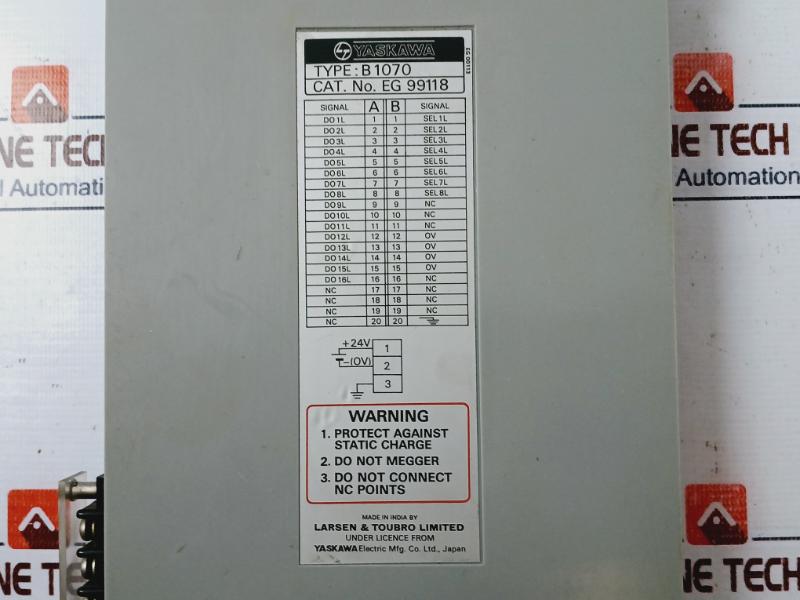 YASKAWA
TYPE: B1070
CAT. No. EG 99118
EG 00113
SIGNAL A B SIGNAL
DO1L 1 1 SEL1L
DO2L 2 2 SEL2L
DO3L 3 3 SEL3L
DO4L 4 4 SEL4L
DO5L 5 5 SEL5L
DO6L 6 6 SEL6L
DO7L 7 7 SEL7L
DO8L 8 8 SEL8L
DO9L 9 9 NC
DO10L 10 10 NC
DO11L 11 11 NC
DO12L 12 12 0V
DO13L 13 13 0V
DO14L 14 14 0V
DO15L 15 15 0V
DO16L 16 16 NC
NC 17 17 NC
NC 18 18 NC
NC 19 19 NC
NC 20 20
+24V 1
-(0V) 2
3
WARNING
1. PROTECT AGAINST
STATIC CHARGE
2. DO NOT MEGGER
3. DO NOT CONNECT
NC POINTS
MADE IN INDIA BY
LARSEN & TOUBRO LIMITED
UNDER LICENCE FROM
YASKAWA Electric Mfg. Co. Ltd., Japan
NE TECH
l Automati
ONE TECH
al Automation
NE TECH
ONE TECH